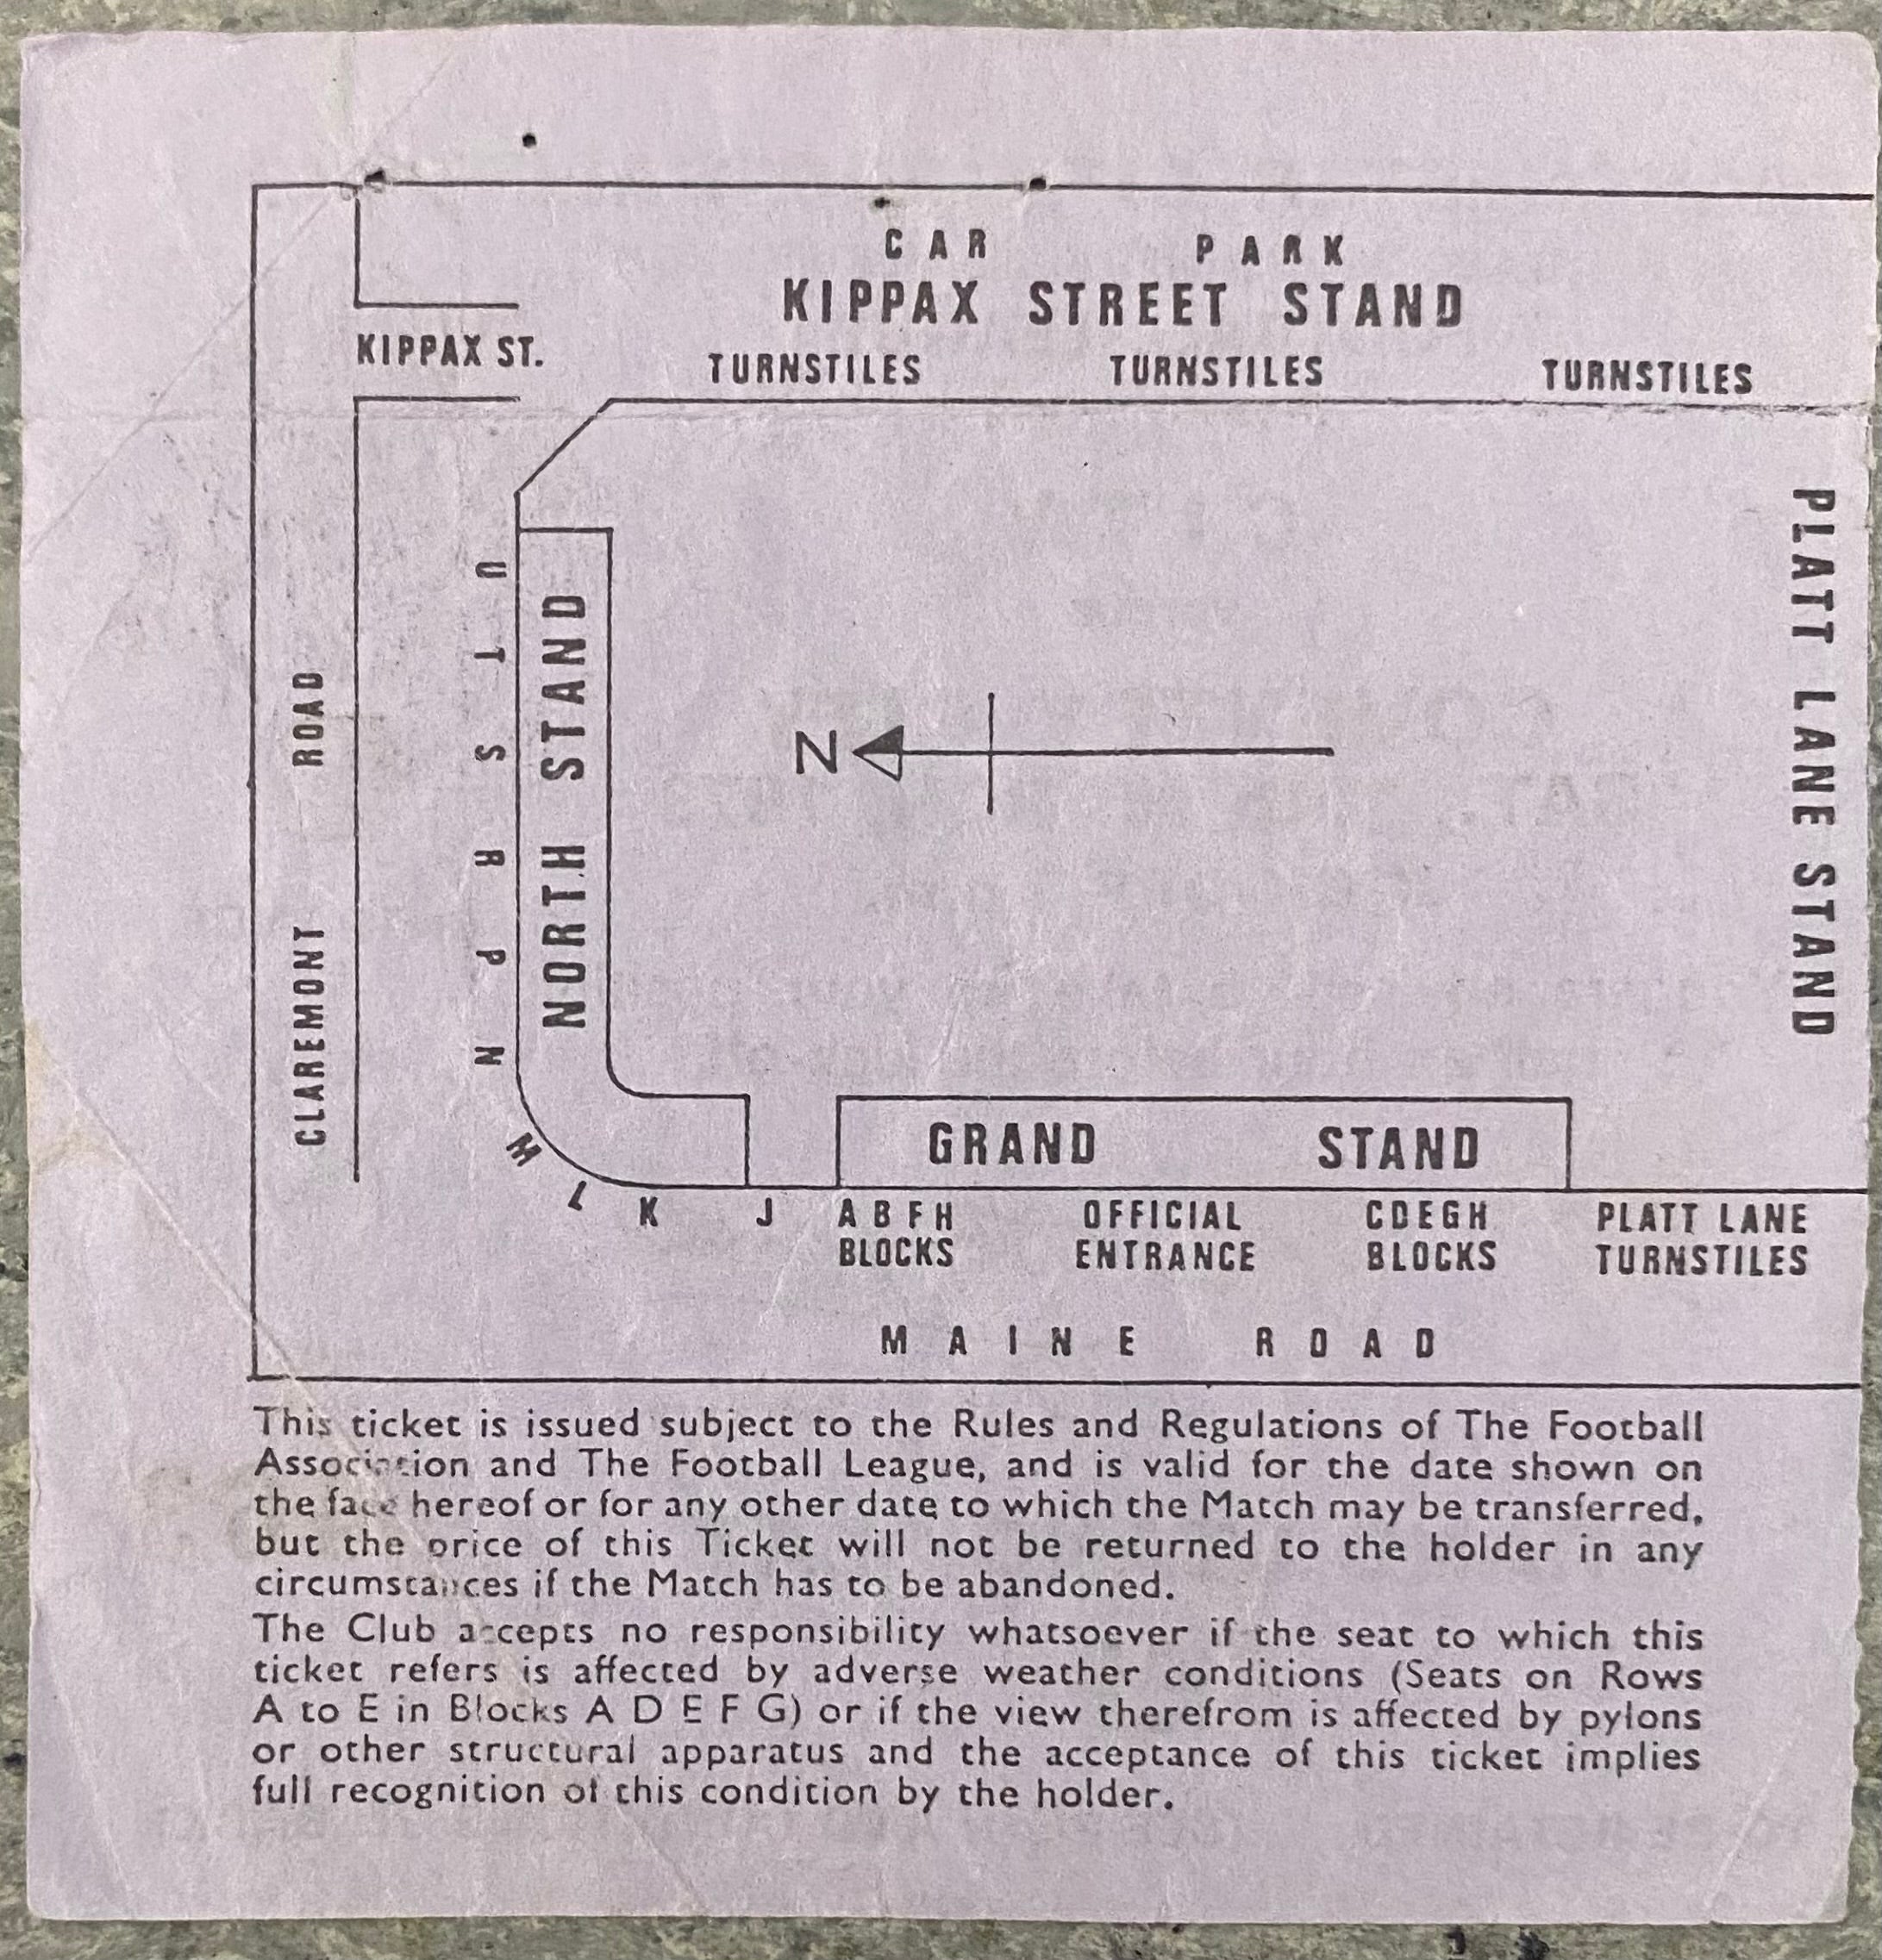 CAR PARK
KIPPAX STREET STAND
KIPPAX ST.
TURNSTILES TURNSTILES TURNSTILES
CLAREMONT ROAD
U T S R P N M L K J
NORTH STAND
N
PLATT LANE STAND
GRAND STAND
A B F H
BLOCKS
OFFICIAL
ENTRANCE
CDEGH
BLOCKS
PLATT LANE
TURNSTILES
MAINE ROAD
This ticket is issued subject to the Rules and Regulations of The Football
Association and The Football League, and is valid for the date shown on
the face hereof or for any other date to which the Match may be transferred,
but the price of this Ticket will not be returned to the holder in any
circumstances if the Match has to be abandoned.
The Club accepts no responsibility whatsoever if the seat to which this
ticket refers is affected by adverse weather conditions (Seats on Rows
A to E in Blocks A D E F G) or if the view therefrom is affected by pylons
or other structural apparatus and the acceptance of this ticket implies
full recognition of this condition by the holder.